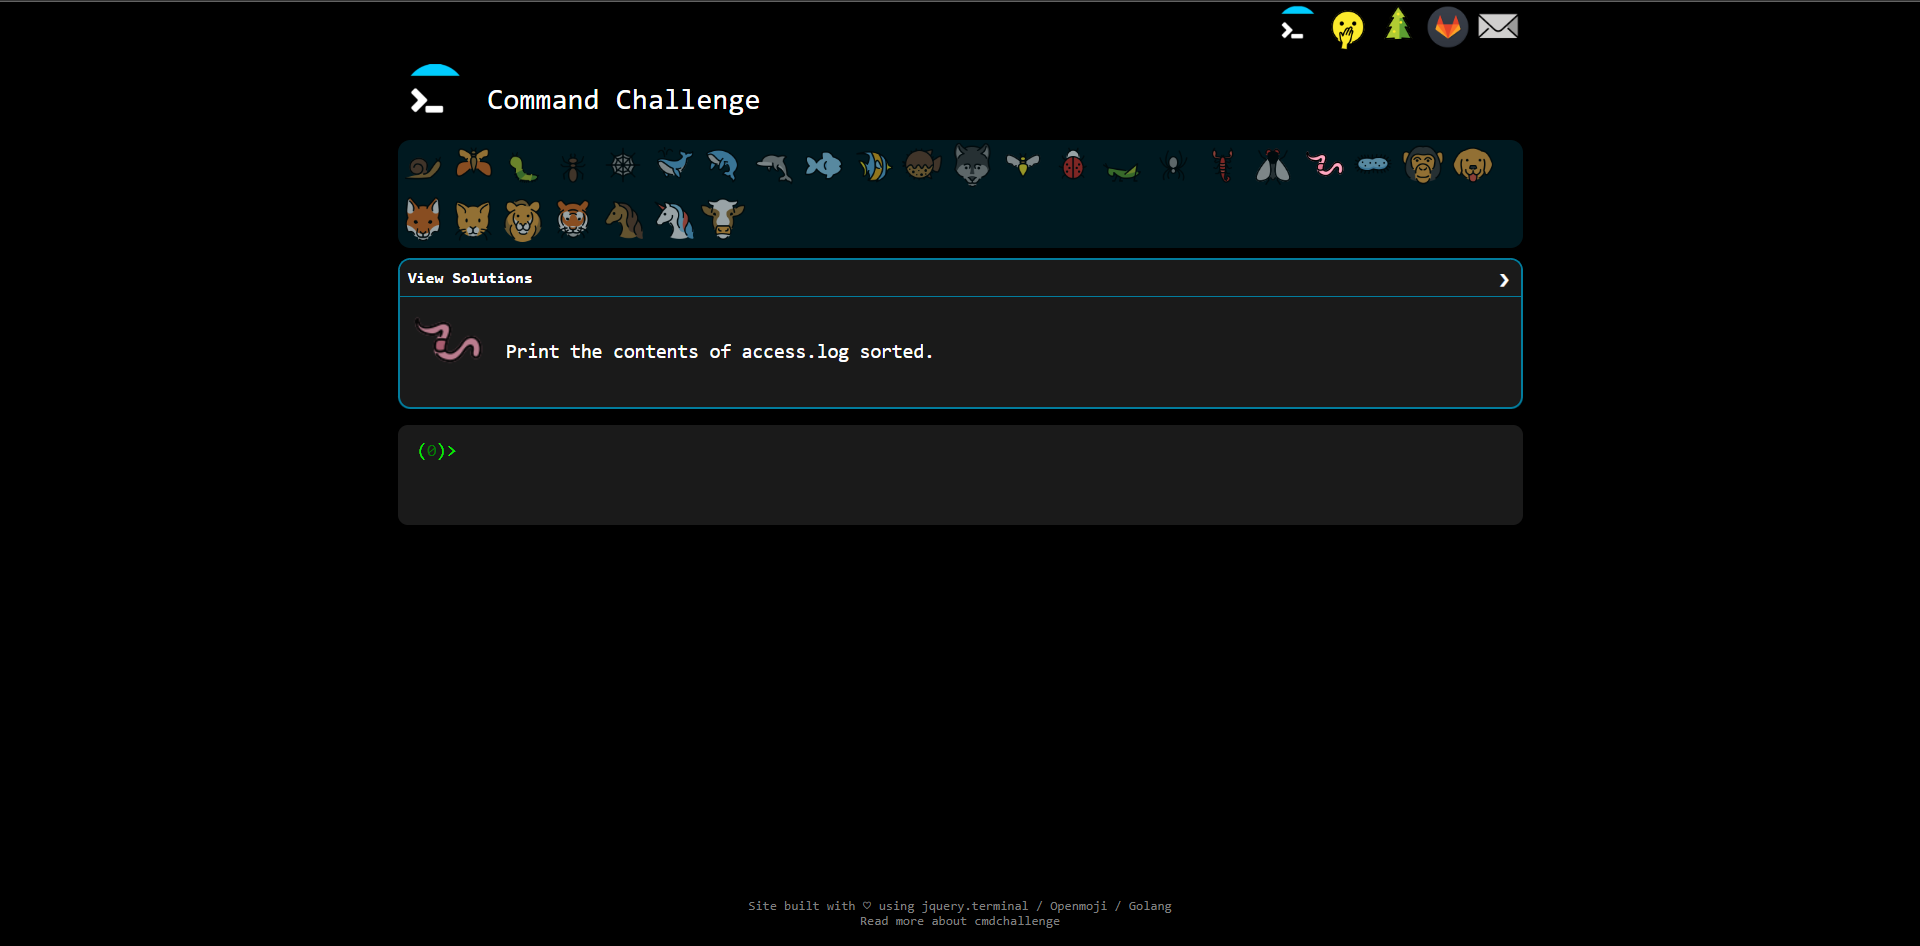 Command Challenge
View Solutions
Print the contents of access.log sorted.
(0)>
Site built with ♡ using jquery.terminal / Openmoji / Golang
Read more about cmdchallenge